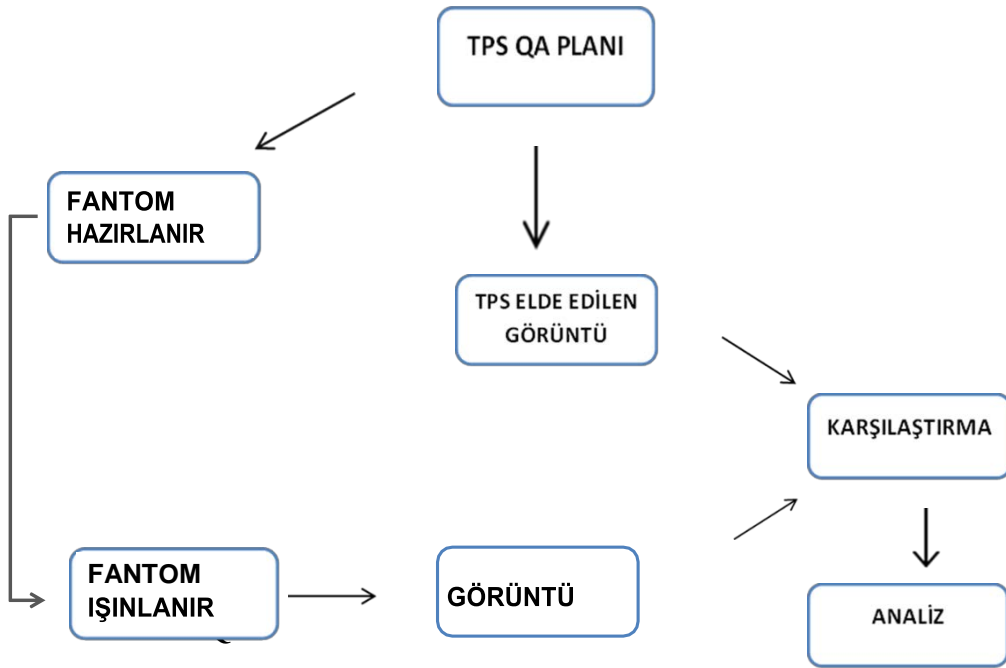 TPS QA PLANI
FANTOM
HAZIRLANIR
TPS ELDE EDİLEN
GÖRÜNTÜ
KARŞILAŞTIRMA
FANTOM
IŞINLANIR
GÖRÜNTÜ
ANALİZ